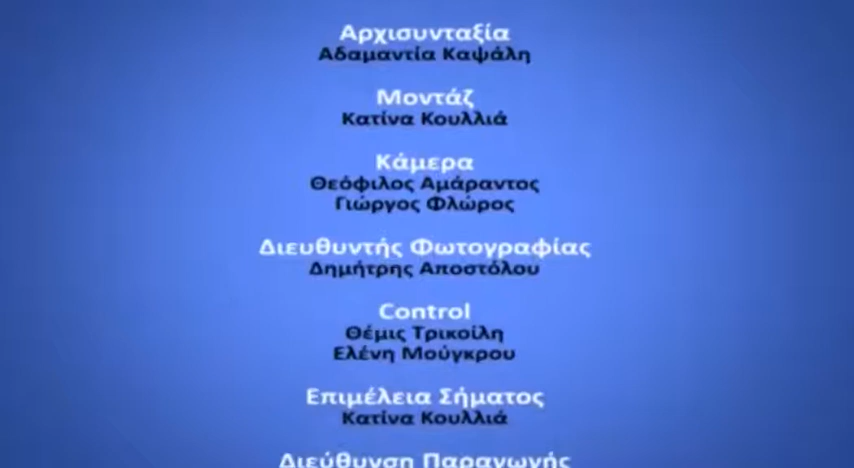 Αρχισυνταξία
Αδαμαντία Καψάλη
Μοντάζ
Κατίνα Κουλλιά
Κάμερα
Θεόφιλος Αμάραντος
Γιώργος Φλώρος
Διευθυντής Φωτογραφίας
Δημήτρης Αποστόλου
Control
Θέμις Τρικοίλη
Ελένη Μούγκρου
Επιμέλεια Σήματος
Κατίνα Κουλλιά
Διεύθυνση Παραγωγής